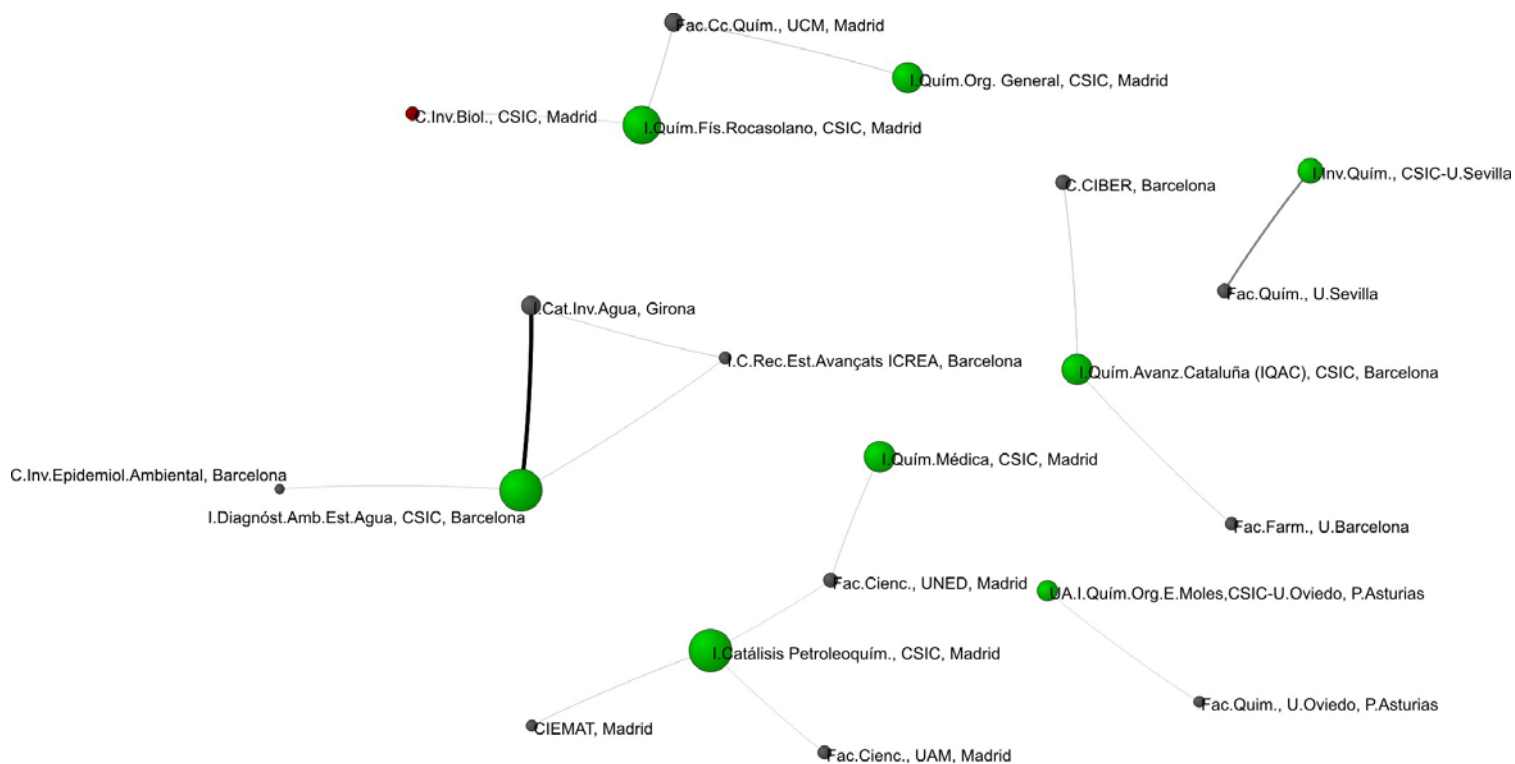 Fac.Cc.Quím., UCM, Madrid
I.Quím.Org. General, CSIC, Madrid
C.Inv.Biol., CSIC, Madrid
I.Quím.Fís.Rocasolano, CSIC, Madrid
I.Inv.Quím., CSIC-U.Sevilla
C.CIBER, Barcelona
Fac.Quím., U.Sevilla
I.Cat.Inv.Agua, Girona
I.C.Rec.Est.Avançats ICREA, Barcelona
I.Quím.Avanz.Cataluña (IQAC), CSIC, Barcelona
I.Quím.Médica, CSIC, Madrid
C.Inv.Epidemiol.Ambiental, Barcelona
I.Diagnóst.Amb.Est.Agua, CSIC, Barcelona
Fac.Farm., U.Barcelona
Fac.Cienc., UNED, Madrid
UA.I.Quím.Org.E.Moles,CSIC-U.Oviedo, P.Asturias
I.Catálisis Petroleoquím., CSIC, Madrid
Fac.Quim., U.Oviedo, P.Asturias
CIEMAT, Madrid
Fac.Cienc., UAM, Madrid